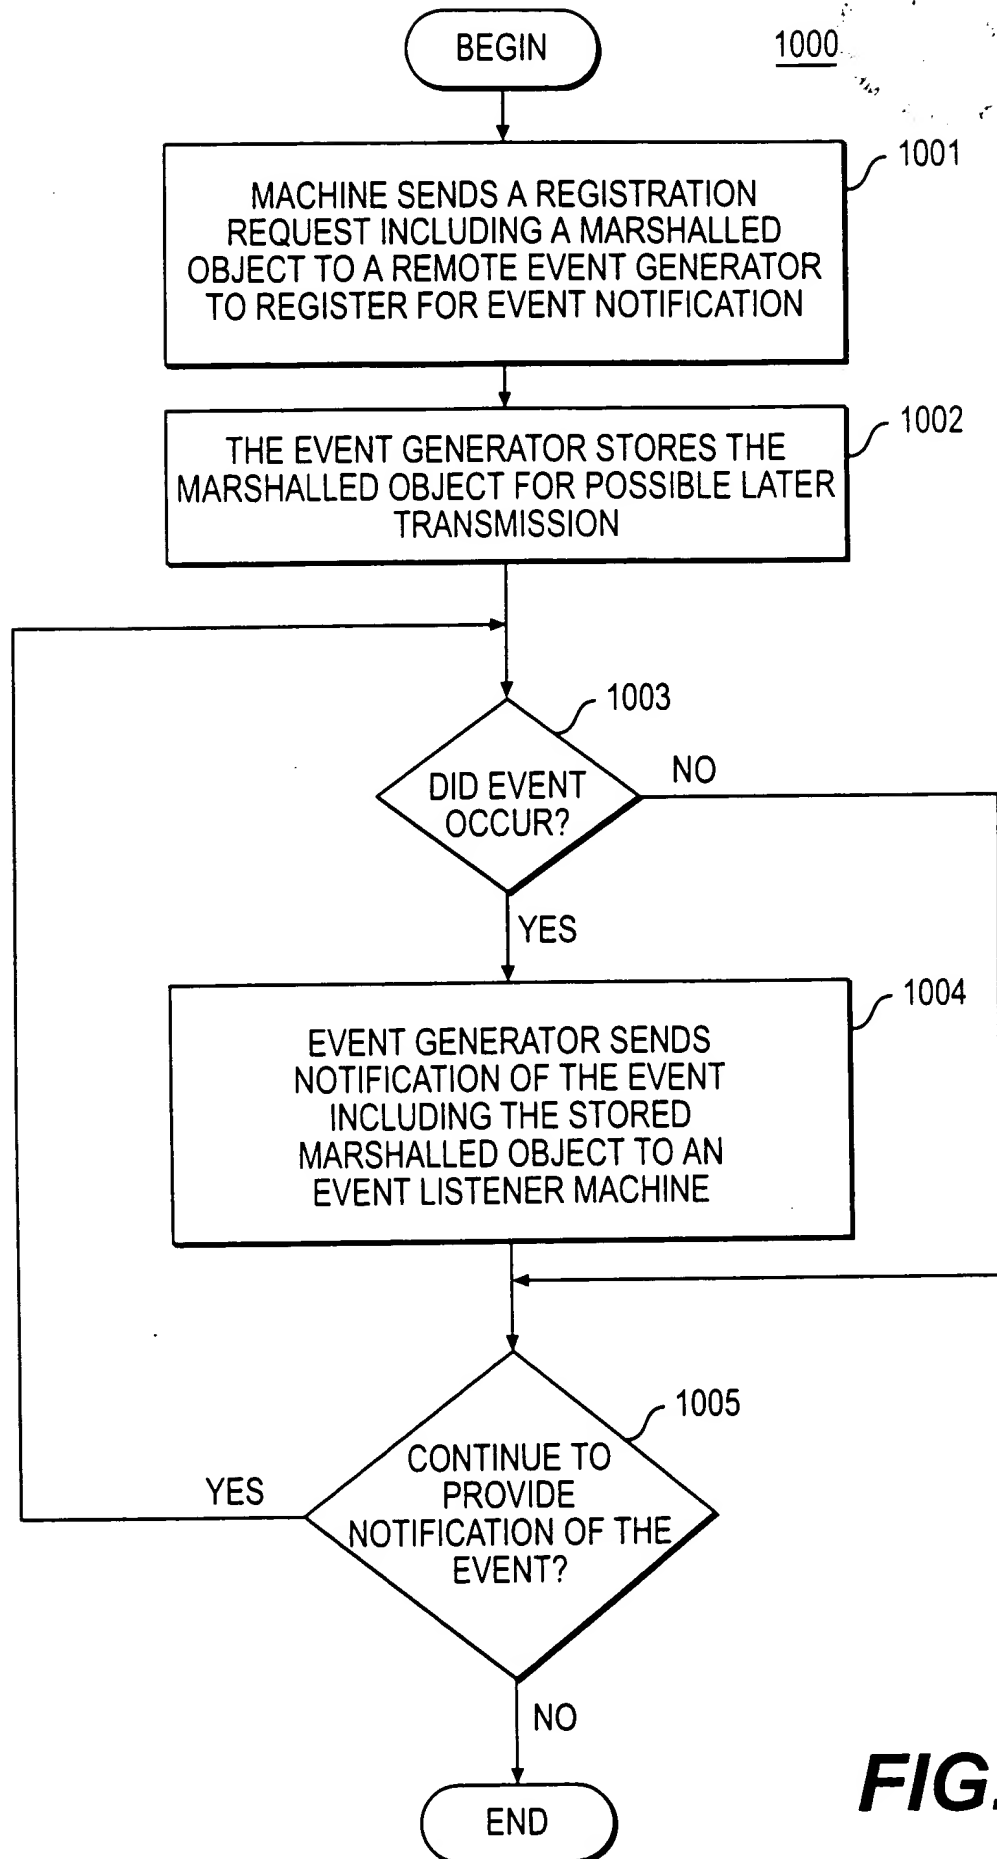 BEGIN
1000
1001
MACHINE SENDS A REGISTRATION
REQUEST INCLUDING A MARSHALLED
OBJECT TO A REMOTE EVENT GENERATOR
TO REGISTER FOR EVENT NOTIFICATION
1002
THE EVENT GENERATOR STORES THE
MARSHALLED OBJECT FOR POSSIBLE LATER
TRANSMISSION
1003
DID EVENT
OCCUR?
NO
YES
1004
EVENT GENERATOR SENDS
NOTIFICATION OF THE EVENT
INCLUDING THE STORED
MARSHALLED OBJECT TO AN
EVENT LISTENER MACHINE
1005
CONTINUE TO
PROVIDE
NOTIFICATION OF THE
EVENT?
YES
NO
END
FIG.